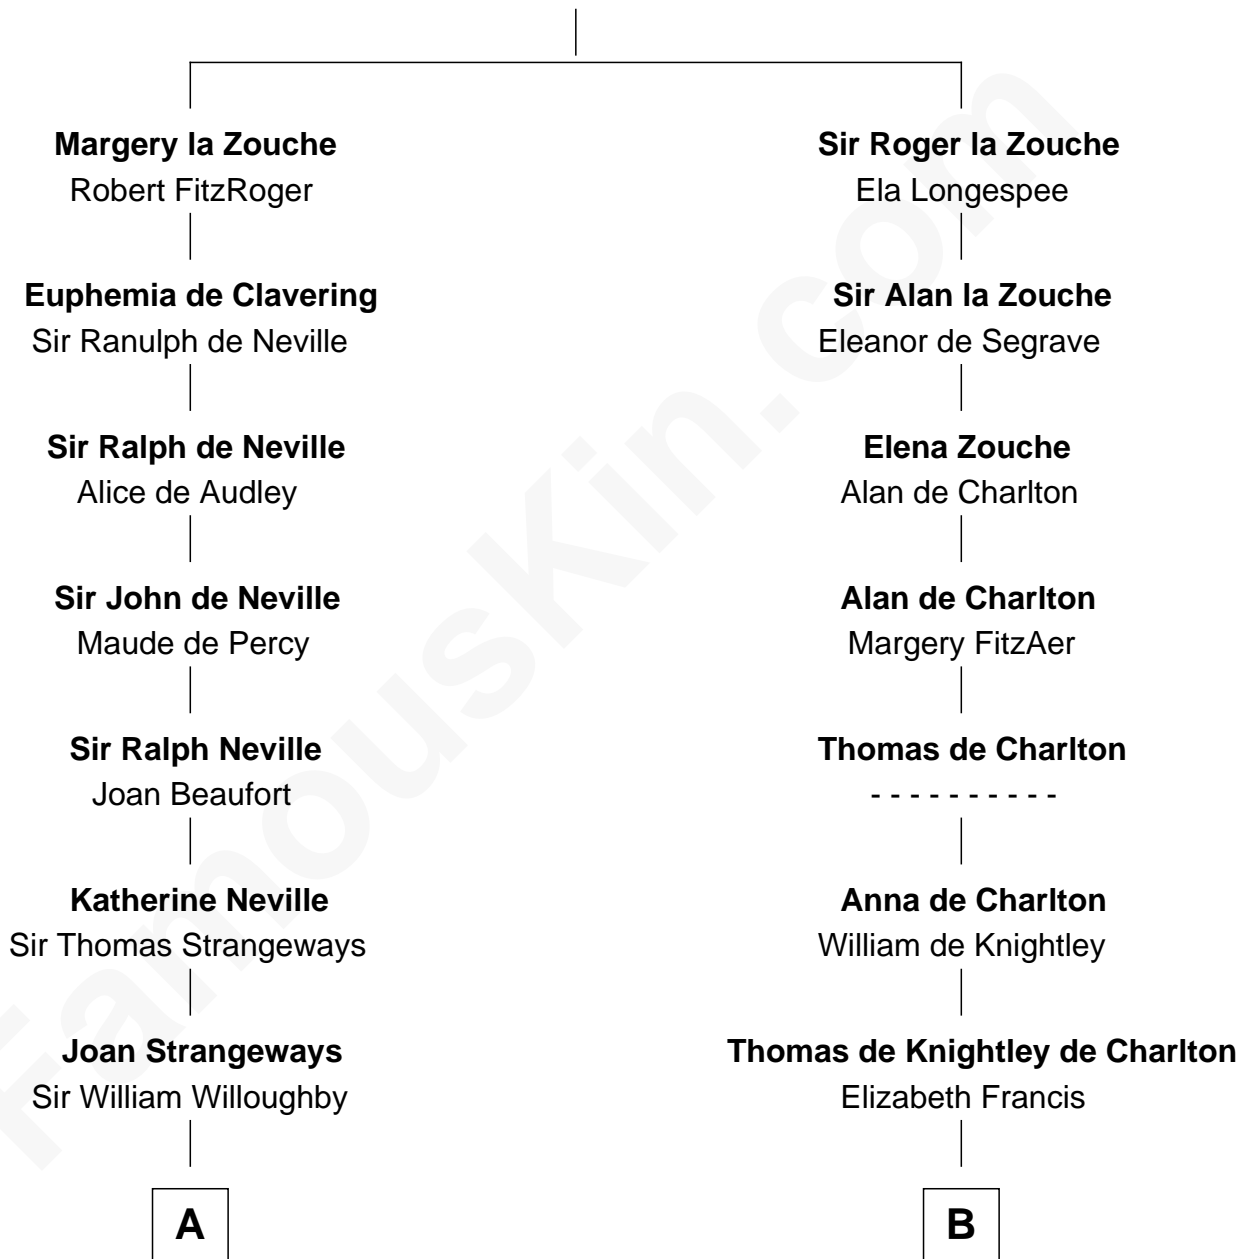 Margery la Zouche
Robert FitzRoger
Euphemia de Clavering
Sir Ranulph de Neville
Sir Ralph de Neville
Alice de Audley
Sir John de Neville
Maude de Percy
Sir Ralph Neville
Joan Beaufort
Katherine Neville
Sir Thomas Strangeways
Joan Strangeways
Sir William Willoughby
A
Sir Roger la Zouche
Ela Longespee
Sir Alan la Zouche
Eleanor de Segrave
Elena Zouche
Alan de Charlton
Alan de Charlton
Margery FitzAer
Thomas de Charlton
- - - - - - - - - -
Anna de Charlton
William de Knightley
Thomas de Knightley de Charlton
Elizabeth Francis
B
FamousKin.com